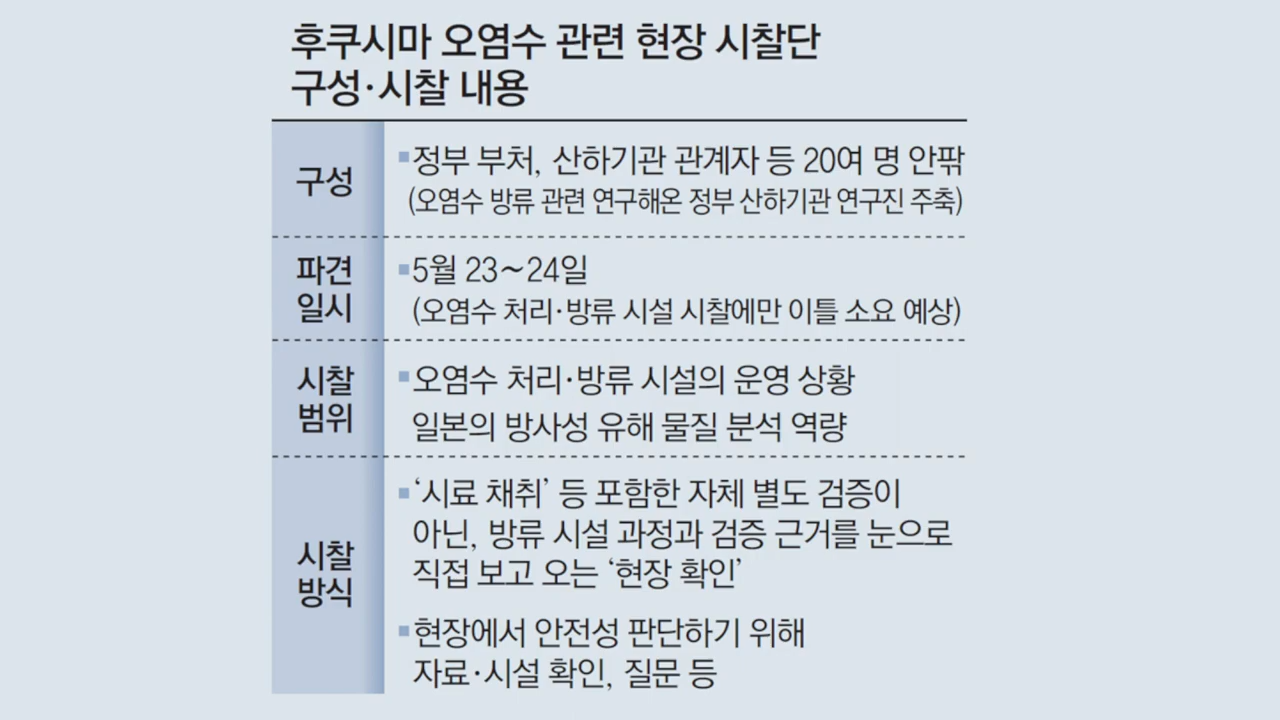 후쿠시마 오염수 관련 현장 시찰단
구성·시찰 내용
구성
▪정부 부처, 산하기관 관계자 등 20여 명 안팎
(오염수 방류 관련 연구해온 정부 산하기관 연구진 주축)
파견
일시
▪5월 23~24일
(오염수 처리·방류 시설 시찰에만 이틀 소요 예상)
시찰
범위
▪오염수 처리·방류 시설의 운영 상황
일본의 방사성 유해 물질 분석 역량
시찰
방식
▪‘시료 채취’ 등 포함한 자체 별도 검증이
아닌, 방류 시설 과정과 검증 근거를 눈으로
직접 보고 오는 ‘현장 확인’
▪현장에서 안전성 판단하기 위해
자료·시설 확인, 질문 등